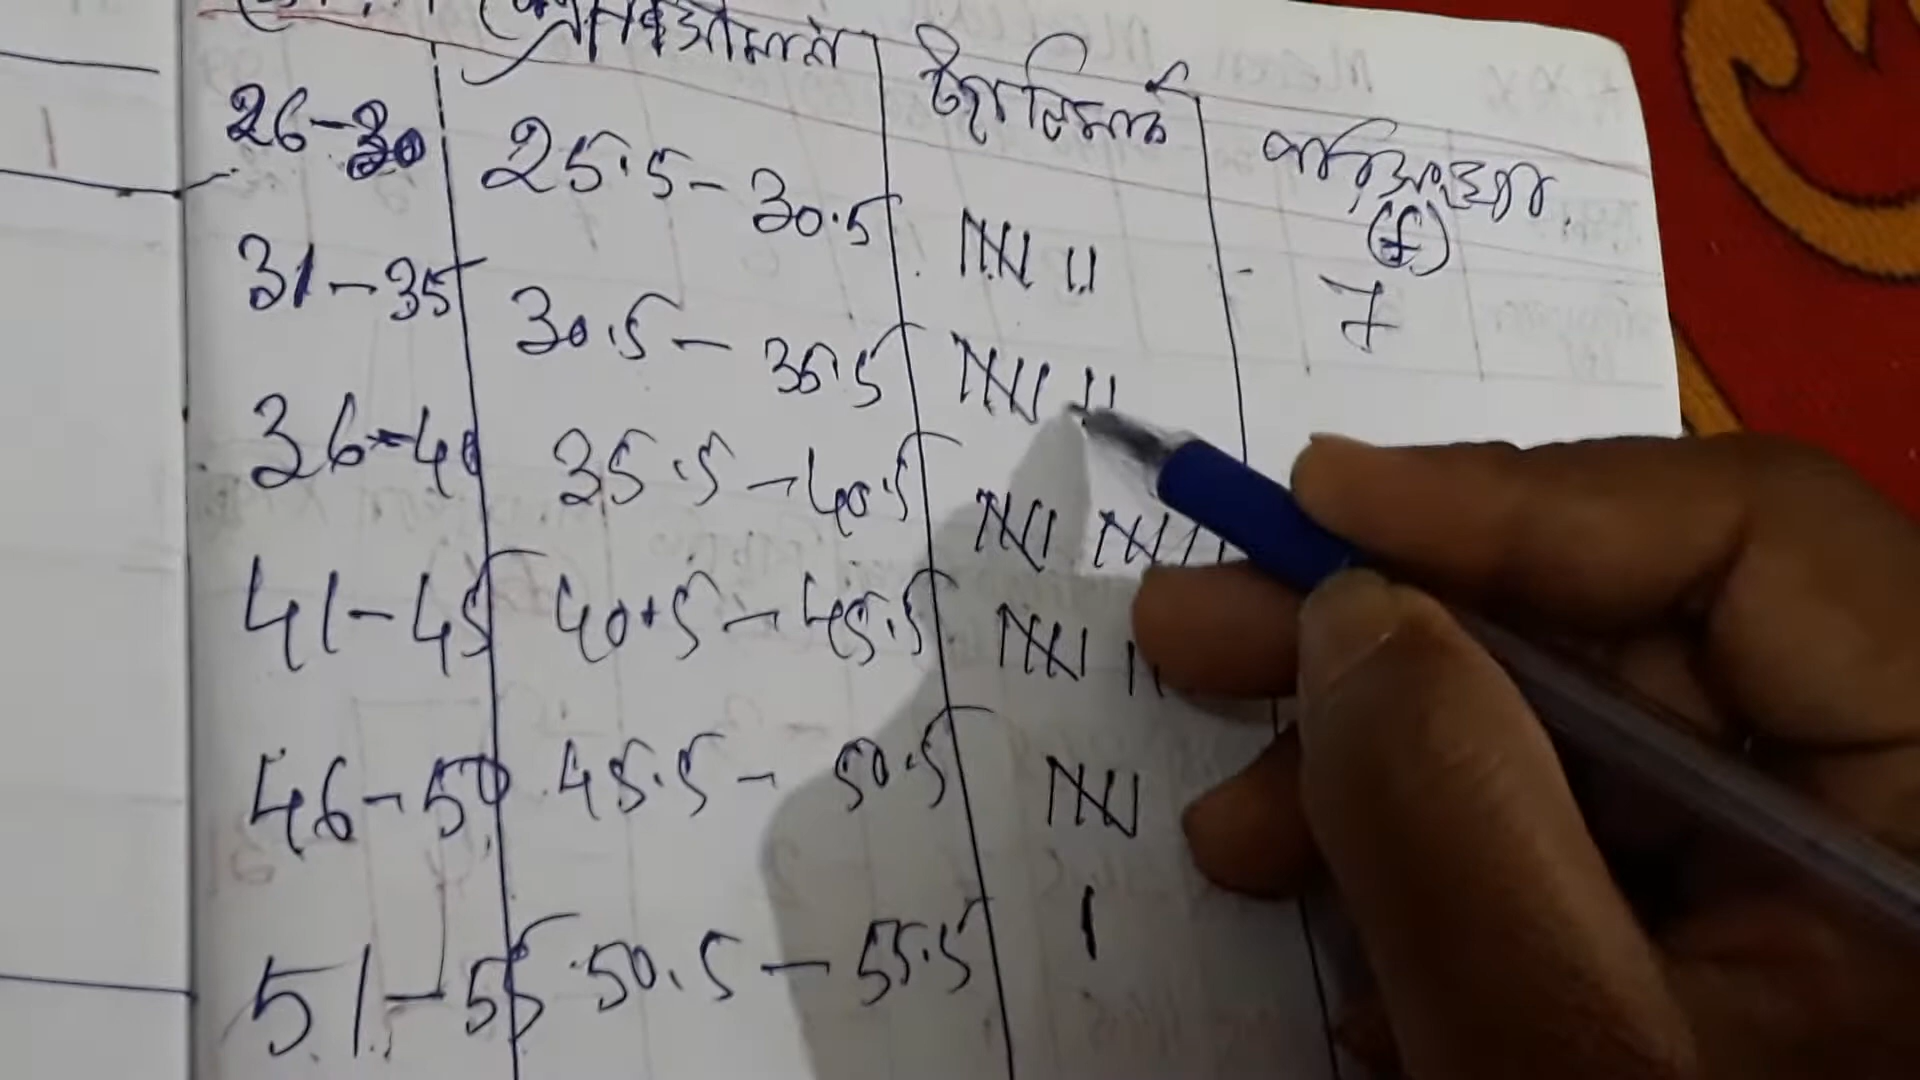 শ্রেণিসীমানা ট্যালিমার্ক পরিসংখ্যা
(f)
26-30 25.5-30.5 𝍸 || 7
31-35 30.5-35.5 𝍸 ||
36-40 35.5-40.5
41-45 40.5-45.5
46-50 45.5-50.5 𝍸
51-55 50.5-55.5 |